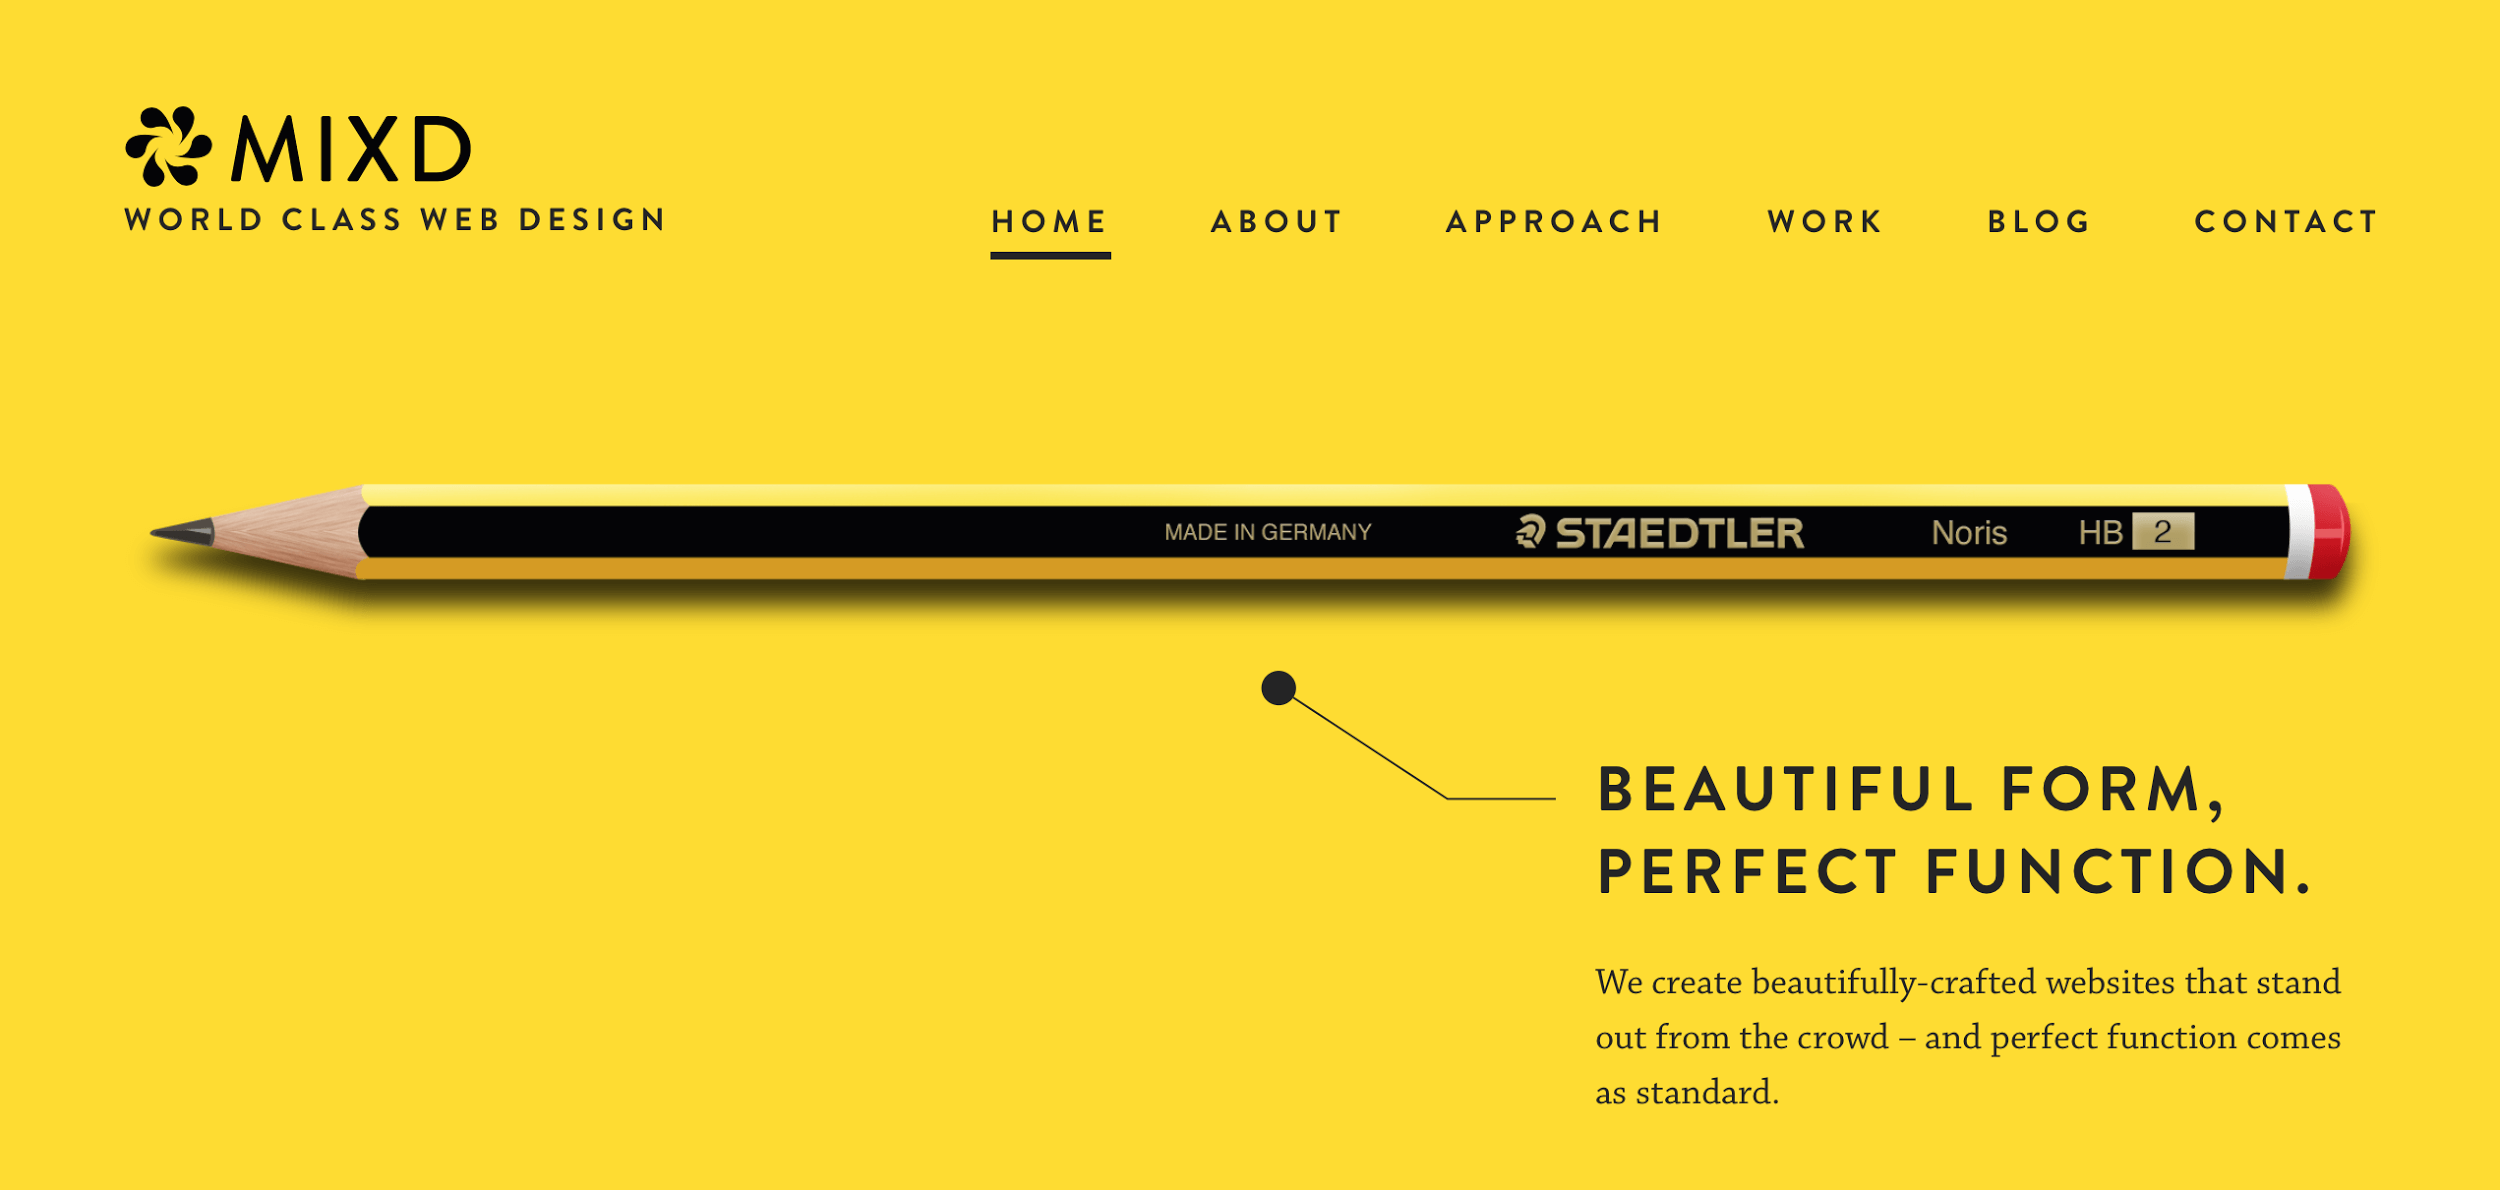 MIXD
WORLD CLASS WEB DESIGN
HOME ABOUT APPROACH WORK BLOG CONTACT
MADE IN GERMANY STAEDTLER Noris HB 2
BEAUTIFUL FORM,
PERFECT FUNCTION.
We create beautifully-crafted websites that stand
out from the crowd – and perfect function comes
as standard.